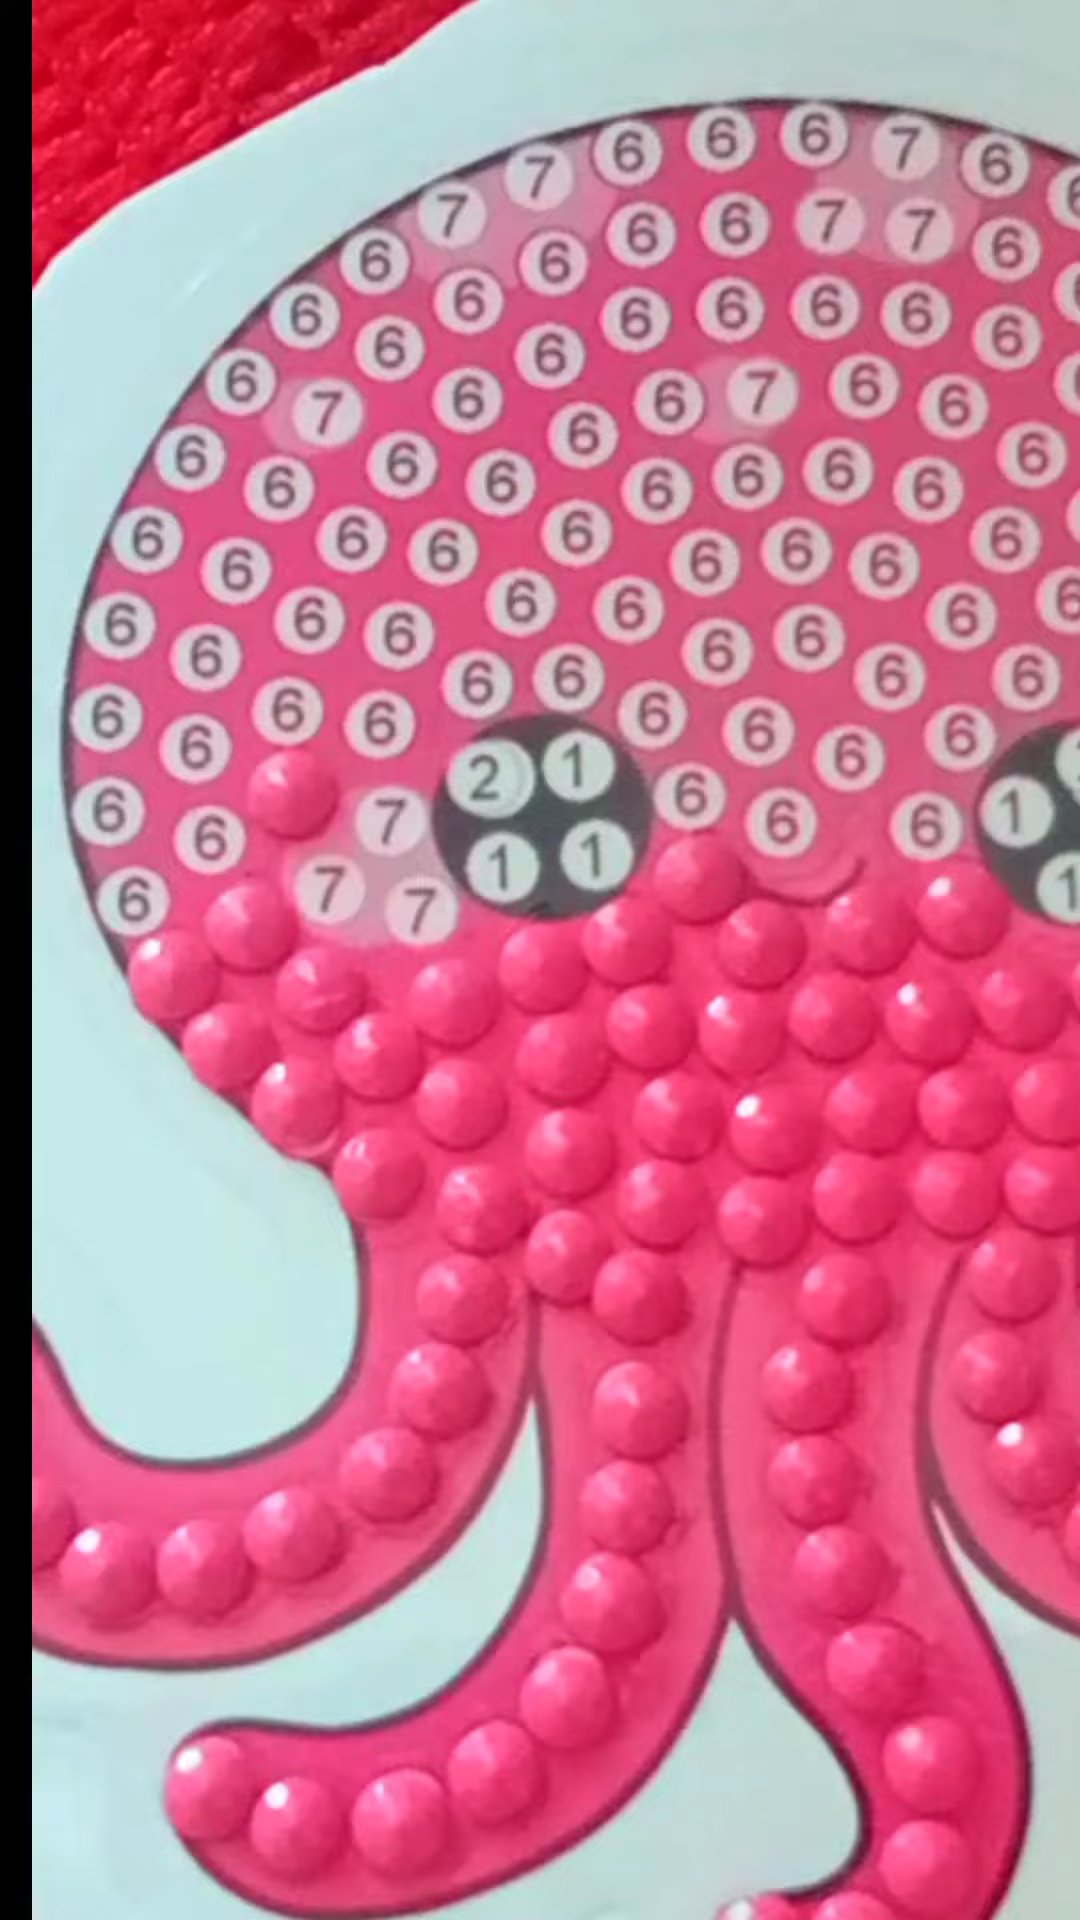 6 6 6 7 6
7 7 6 6 7 7 6
6 6 6
6 6 6 6 6 6 6
6 6 6
6 7 6 6 7 6 6
6 6 6 6 6
6 6 6 6 6 6
6 6 6 6 6
6 6 6 6
6 6 6 6 6 6
6 6 6 6 6
6 6 6 6 6
6 6 6 6 6 6
6 2 1 6 6
6 7 6 6 6 1
6 1 1
6 7 7 1